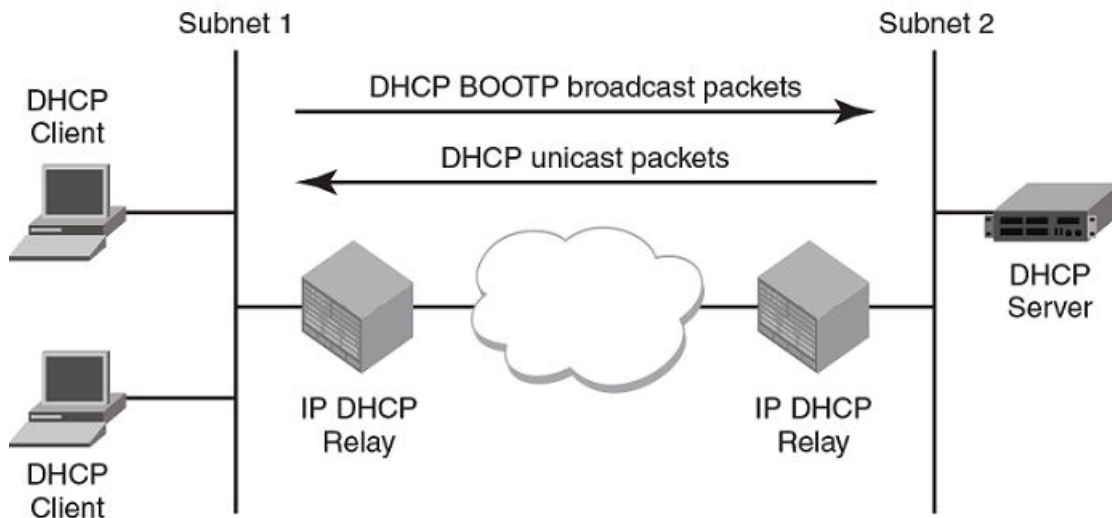 Subnet 1
Subnet 2
DHCP
Client
DHCP BOOTP broadcast packets
DHCP unicast packets
DHCP
Server
IP DHCP
Relay
IP DHCP
Relay
DHCP
Client